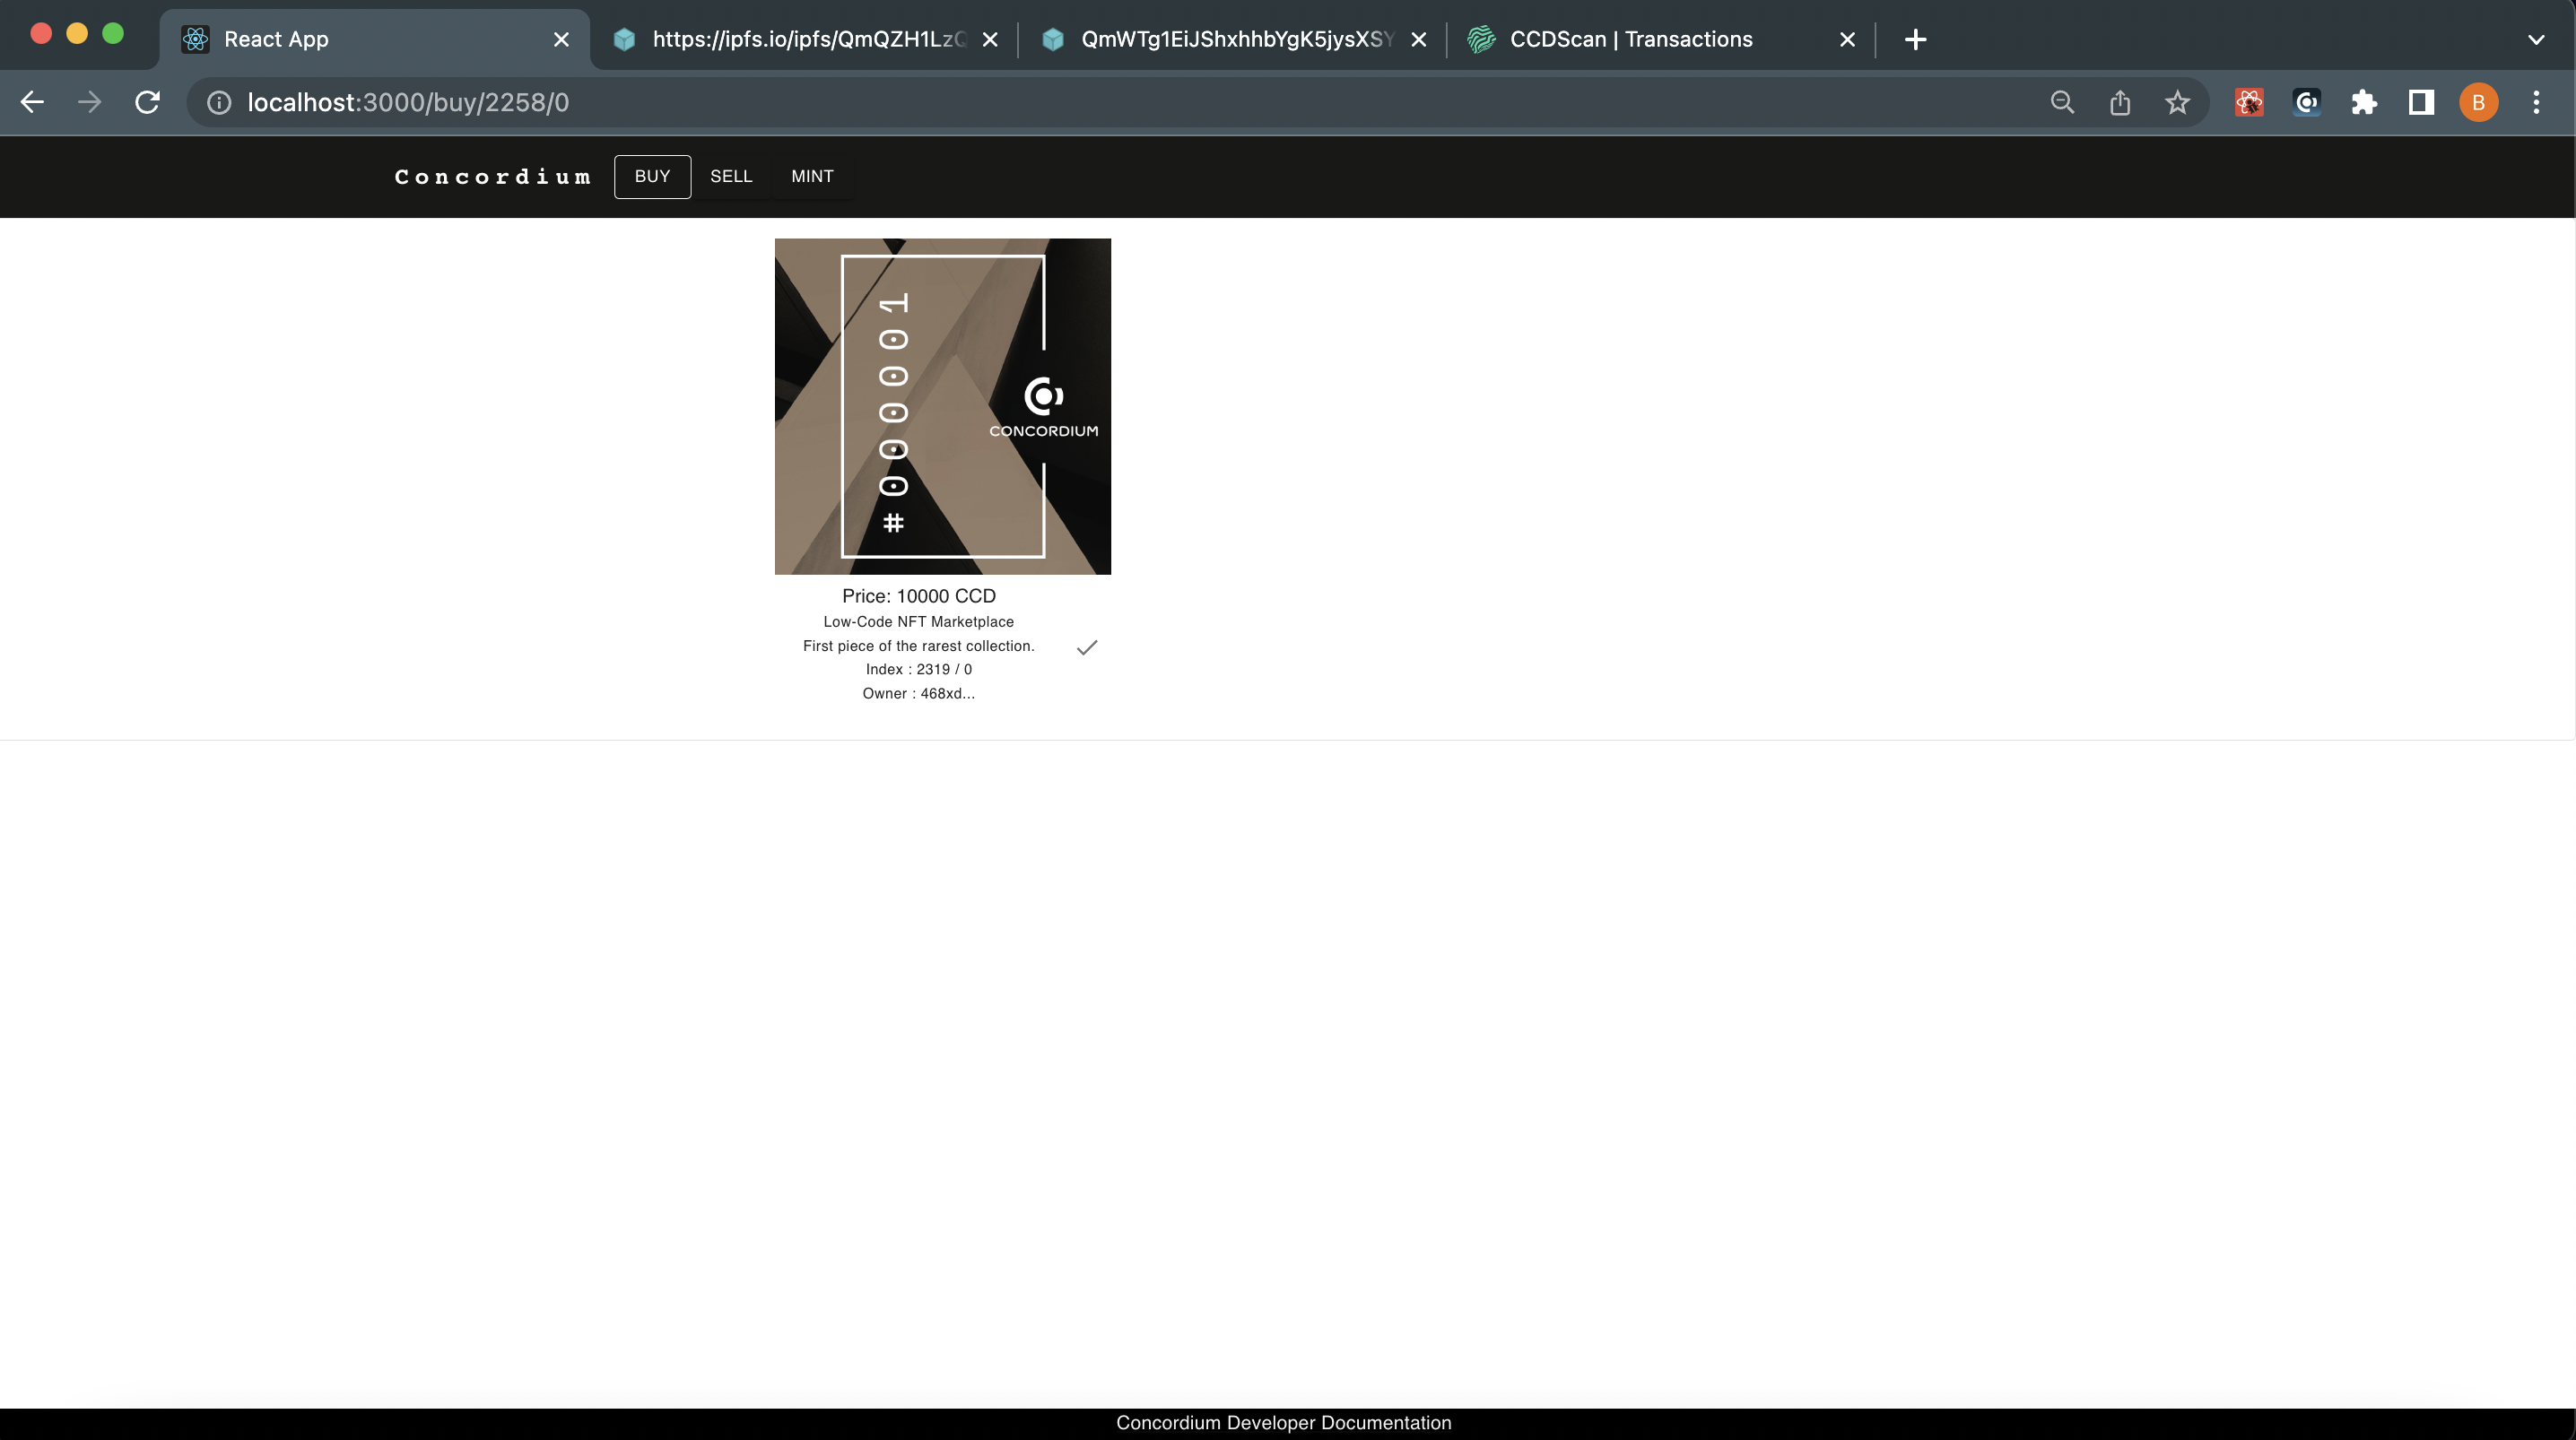 React App
https://ipfs.io/ipfs/QmQZH1LzQ
QmWTg1EiJShxhhbYgK5jysXSY
CCDScan | Transactions
localhost:3000/buy/2258/0
B
Concordium
BUY
SELL
MINT
#000001
CONCORDIUM
Price: 10000 CCD
Low-Code NFT Marketplace
First piece of the rarest collection.
Index : 2319 / 0
Owner : 468xd...
Concordium Developer Documentation